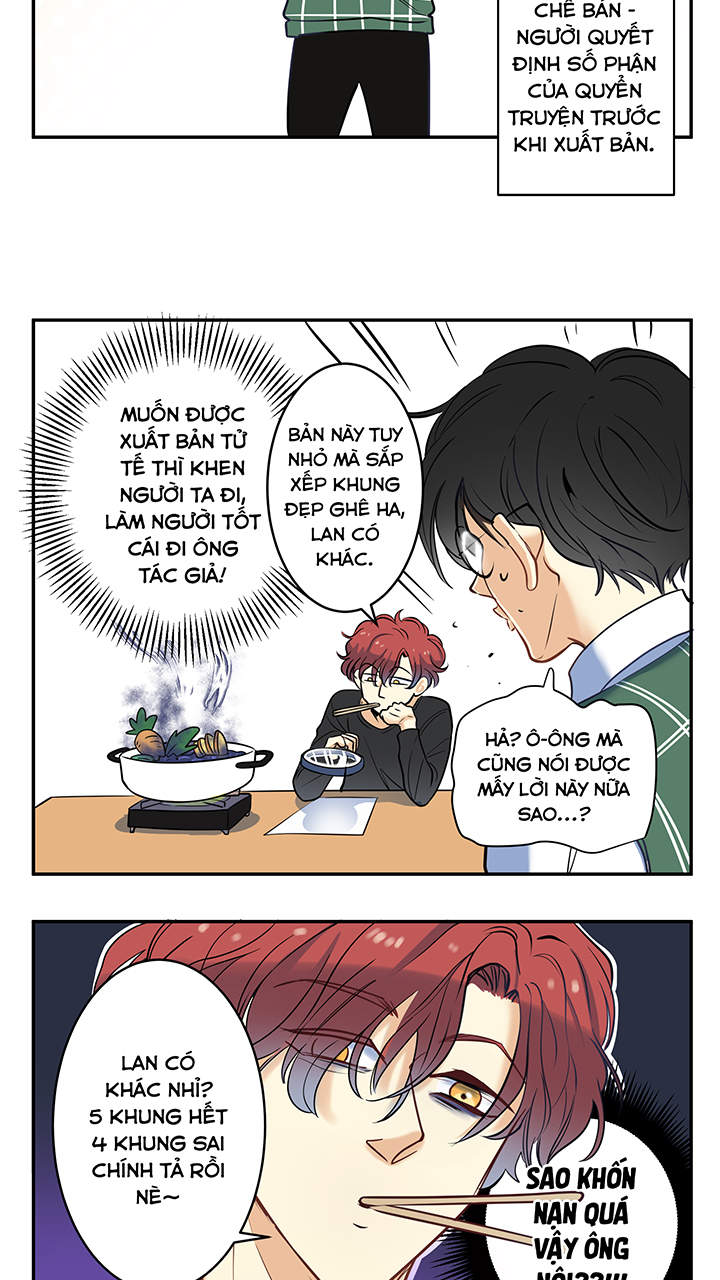 CHẾ BẢN -
NGƯỜI QUYẾT
ĐỊNH SỐ PHẬN
CỦA QUYỂN
TRUYỆN TRƯỚC
KHI XUẤT BẢN.
MUỐN ĐƯỢC
XUẤT BẢN TỬ
TẾ THÌ KHEN
NGƯỜI TA ĐI,
LÀM NGƯỜI TỐT
CÁI ĐI ÔNG
TÁC GIẢ!
BẢN NÀY TUY
NHỎ MÀ SẮP
XẾP KHUNG
ĐẸP GHÊ HA,
LAN CÓ
KHÁC.
HẢ? Ô-ÔNG MÀ
CŨNG NÓI ĐƯỢC
MẤY LỜI NÀY NỮA
SAO...?
LAN CÓ
KHÁC NHỈ?
5 KHUNG HẾT
4 KHUNG SAI
CHÍNH TẢ RỒI
NÈ~
SAO KHỐN
NẠN QUÁ
VẬY ÔNG
NỘI??!!!